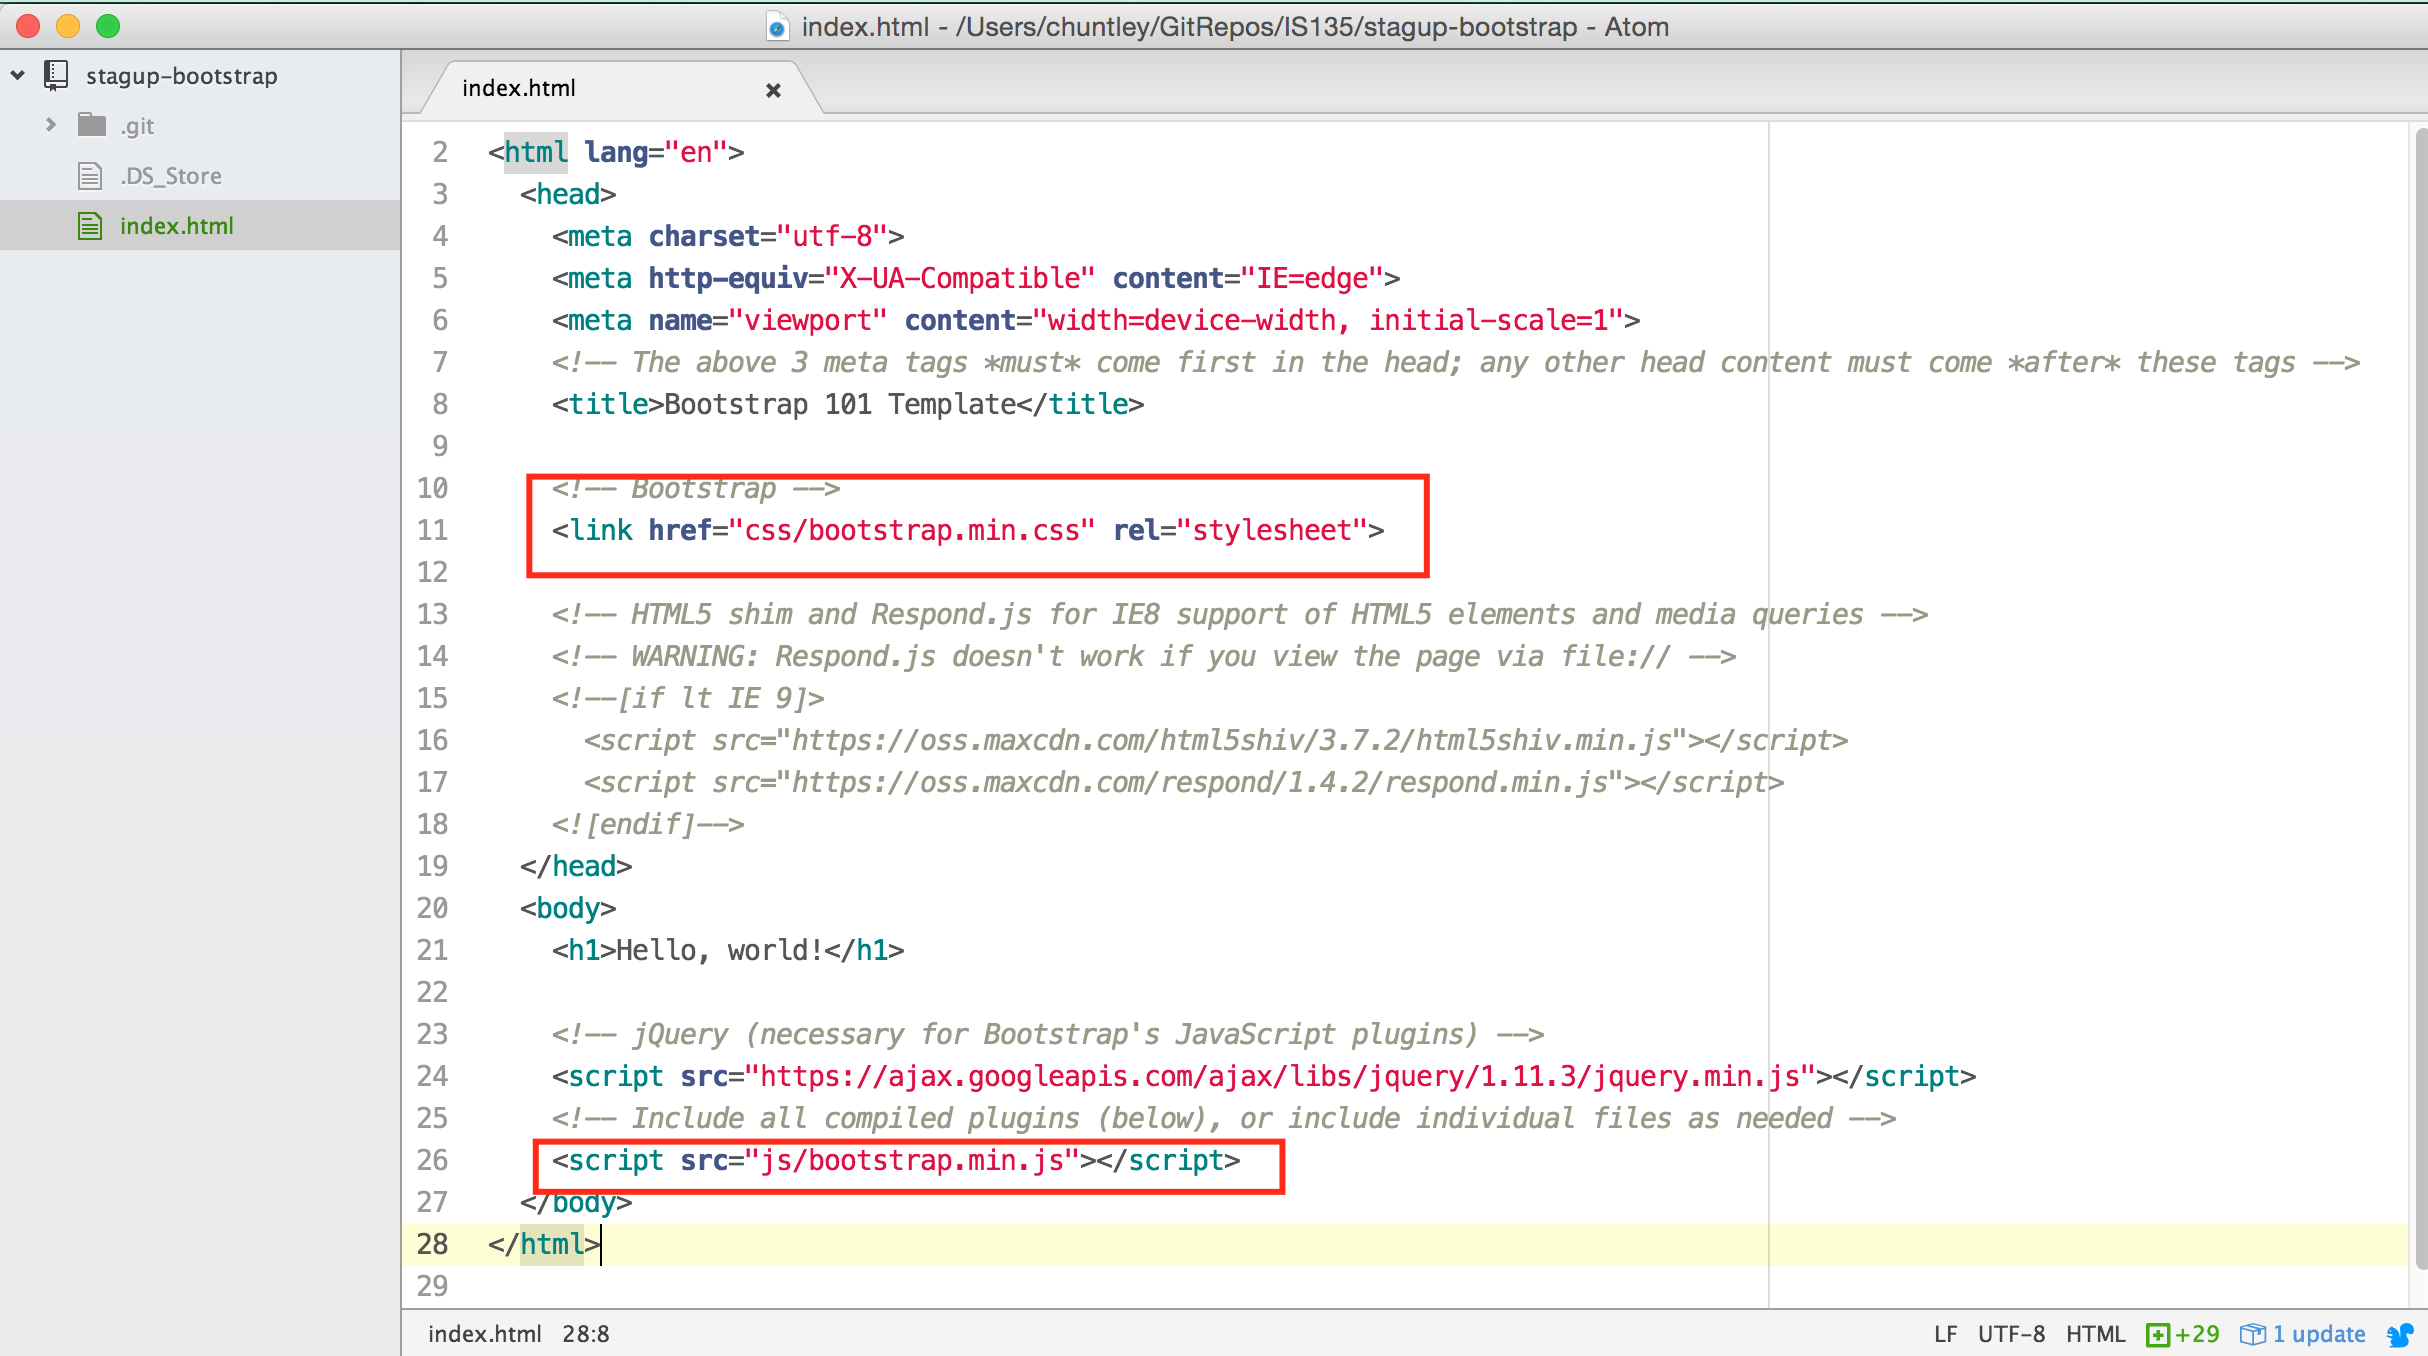 index.html - /Users/chuntley/GitRepos/IS135/stagup-bootstrap - Atom
stagup-bootstrap
.git
.DS_Store
index.html
index.html
2 <html lang="en">
3 <head>
4 <meta charset="utf-8">
5 <meta http-equiv="X-UA-Compatible" content="IE=edge">
6 <meta name="viewport" content="width=device-width, initial-scale=1">
7 <!-- The above 3 meta tags *must* come first in the head; any other head content must come *after* these tags -->
8 <title>Bootstrap 101 Template</title>
9
10 <!-- Bootstrap -->
11 <link href="css/bootstrap.min.css" rel="stylesheet">
12
13 <!-- HTML5 shim and Respond.js for IE8 support of HTML5 elements and media queries -->
14 <!-- WARNING: Respond.js doesn't work if you view the page via file:// -->
15 <!--[if lt IE 9]>
16 <script src="https://oss.maxcdn.com/html5shiv/3.7.2/html5shiv.min.js"></script>
17 <script src="https://oss.maxcdn.com/respond/1.4.2/respond.min.js"></script>
18 <![endif]-->
19 </head>
20 <body>
21 <h1>Hello, world!</h1>
22
23 <!-- jQuery (necessary for Bootstrap's JavaScript plugins) -->
24 <script src="https://ajax.googleapis.com/ajax/libs/jquery/1.11.3/jquery.min.js"></script>
25 <!-- Include all compiled plugins (below), or include individual files as needed -->
26 <script src="js/bootstrap.min.js"></script>
27 </body>
28 </html>
29
index.html 28:8 LF UTF-8 HTML +29 1 update